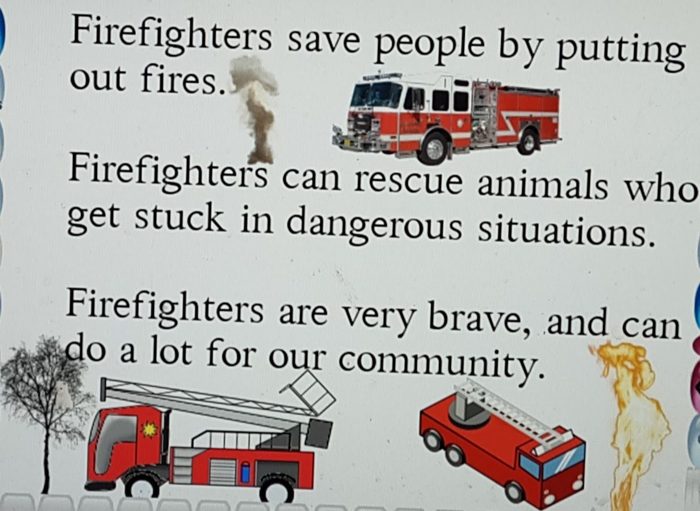 Firefighters save people by putting
out fires.
Firefighters can rescue animals who
get stuck in dangerous situations.
Firefighters are very brave, and can
do a lot for our community.